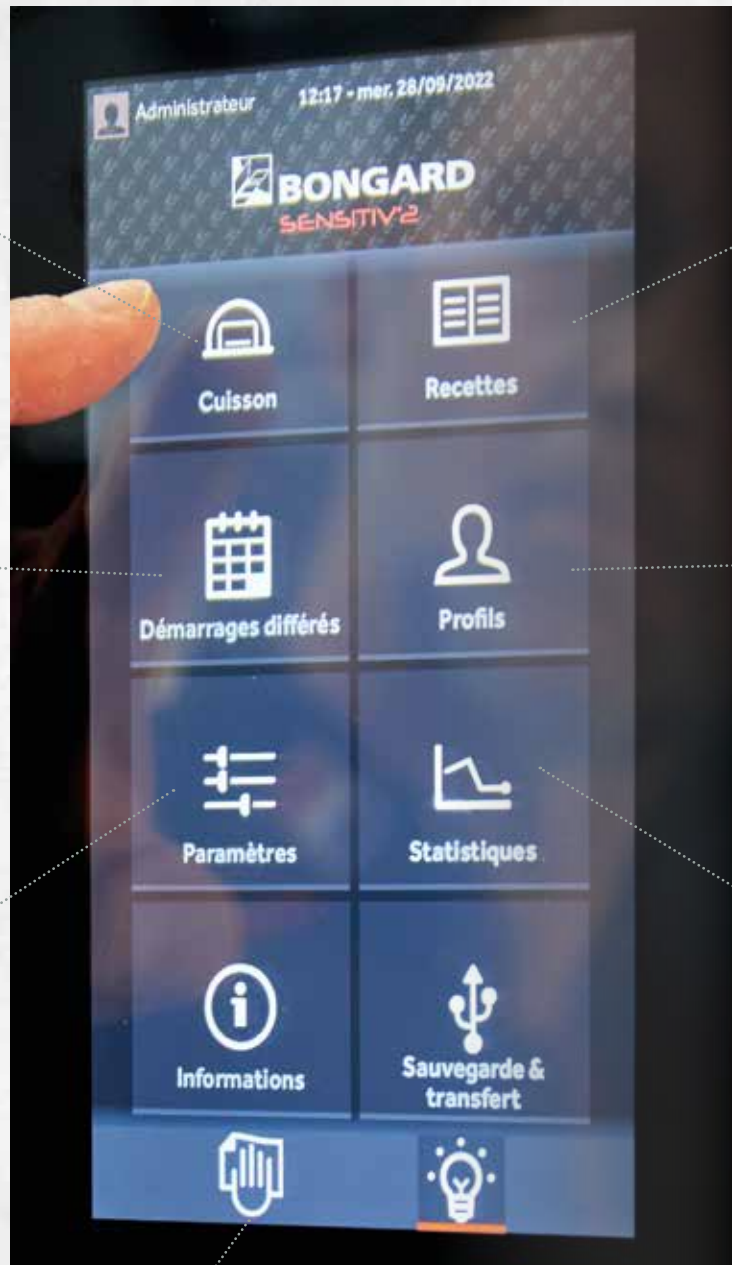 Administrateur 12:17 - mer. 28/09/2022
BONGARD
SENSITIV'2
Cuisson Recettes
Démarrages différés Profils
Paramètres Statistiques
Informations Sauvegarde &
transfert